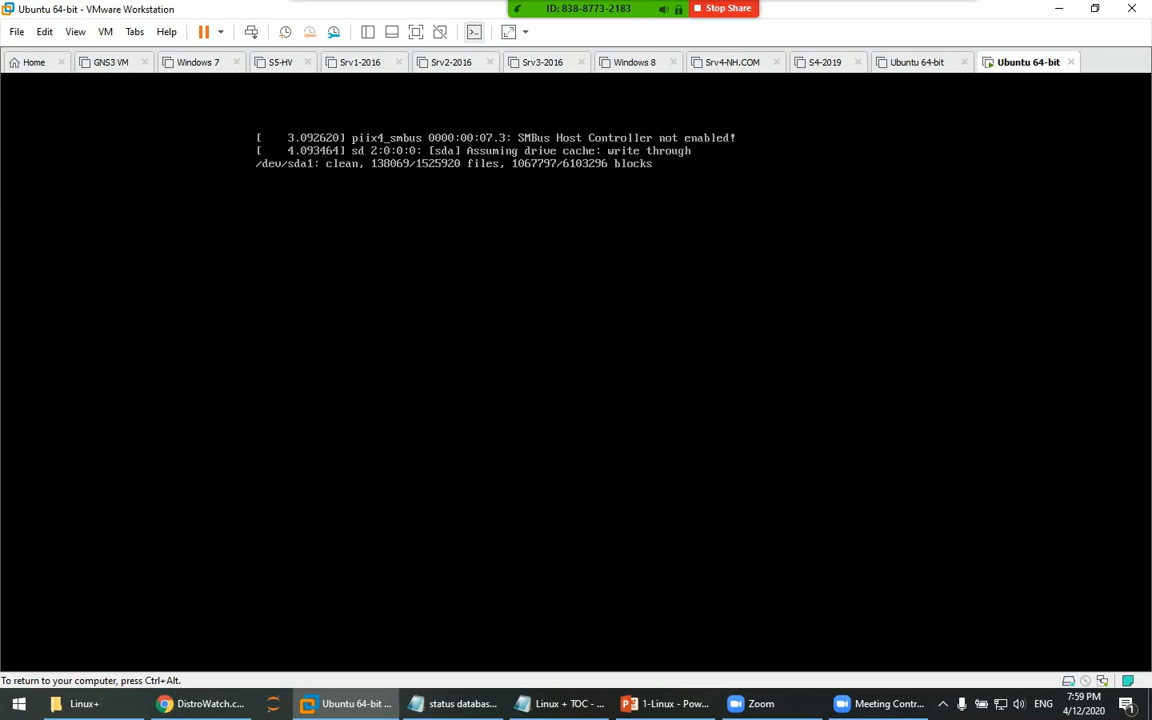 Ubuntu 64-bit - VMware Workstation
ID: 838-8773-2183
Stop Share
File Edit View VM Tabs Help
Home GNS3 VM Windows 7 S5-HV Srv1-2016 Srv2-2016 Srv3-2016 Windows 8 Srv4-NH.COM S4-2019 Ubuntu 64-bit Ubuntu 64-bit
[    3.092620] piix4_smbus 0000:00:07.3: SMBus Host Controller not enabled!
[    4.093464] sd 2:0:0:0: [sda] Assuming drive cache: write through
/dev/sda1: clean, 138069/1525920 files, 1067797/6103296 blocks
To return to your computer, press Ctrl+Alt.
Linux+ DistroWatch.c... Ubuntu 64-bit ... status databas... Linux + TOC - ... 1-Linux - Pow... Zoom Meeting Contr... ENG
7:59 PM
4/12/2020
1